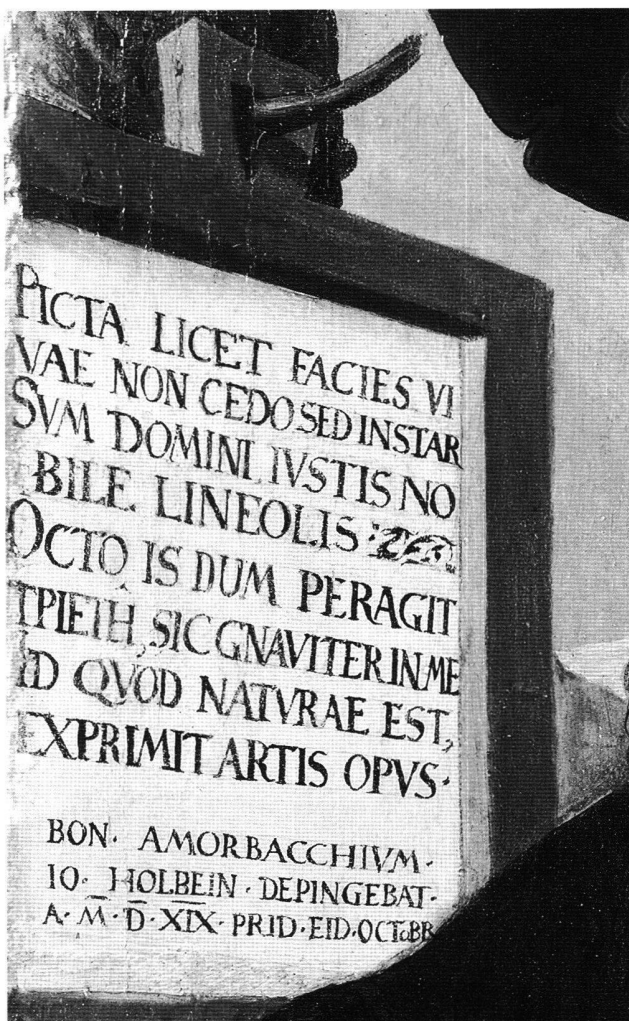 PICTA LICET FACIES VI
VAE NON CEDO SED INSTAR
SVM DOMINI IVSTIS NO
BILE LINEOLIS
OCTO IS DUM PERAGIT
ΤΡΙΕΤΗ, SIC GNAVITER IN ME
ID QVOD NATVRAE EST,
EXPRIMIT ARTIS OPVS·
BON· AMORBACCHIVM·
IO· HOLBEIN· DEPINGEBAT·
A· M̅· D̅· XIX̅· PRID· EID· OCTOBR